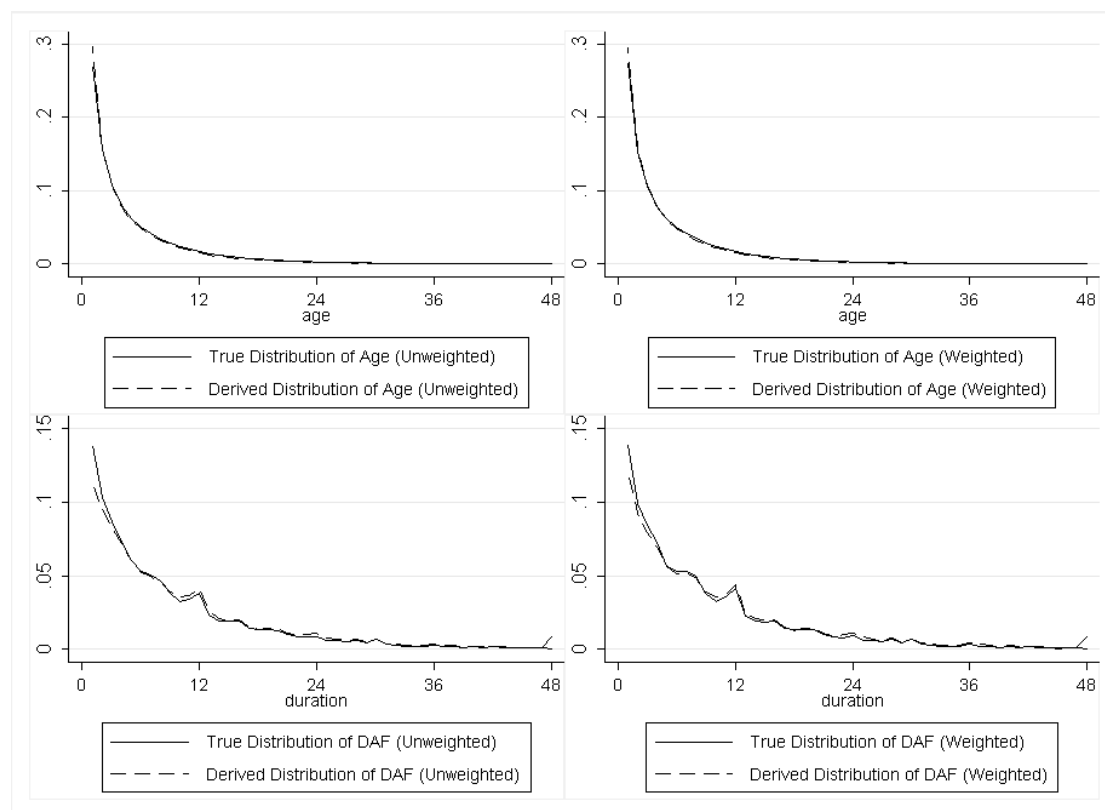 .3
.2
.1
0
0 12 24 36 48
age
True Distribution of Age (Unweighted)
Derived Distribution of Age (Unweighted)
.3
.2
.1
0
0 12 24 36 48
age
True Distribution of Age (Weighted)
Derived Distribution of Age (Weighted)
.15
.1
.05
0
0 12 24 36 48
duration
True Distribution of DAF (Unweighted)
Derived Distribution of DAF (Unweighted)
.15
.1
.05
0
0 12 24 36 48
duration
True Distribution of DAF (Weighted)
Derived Distribution of DAF (Weighted)